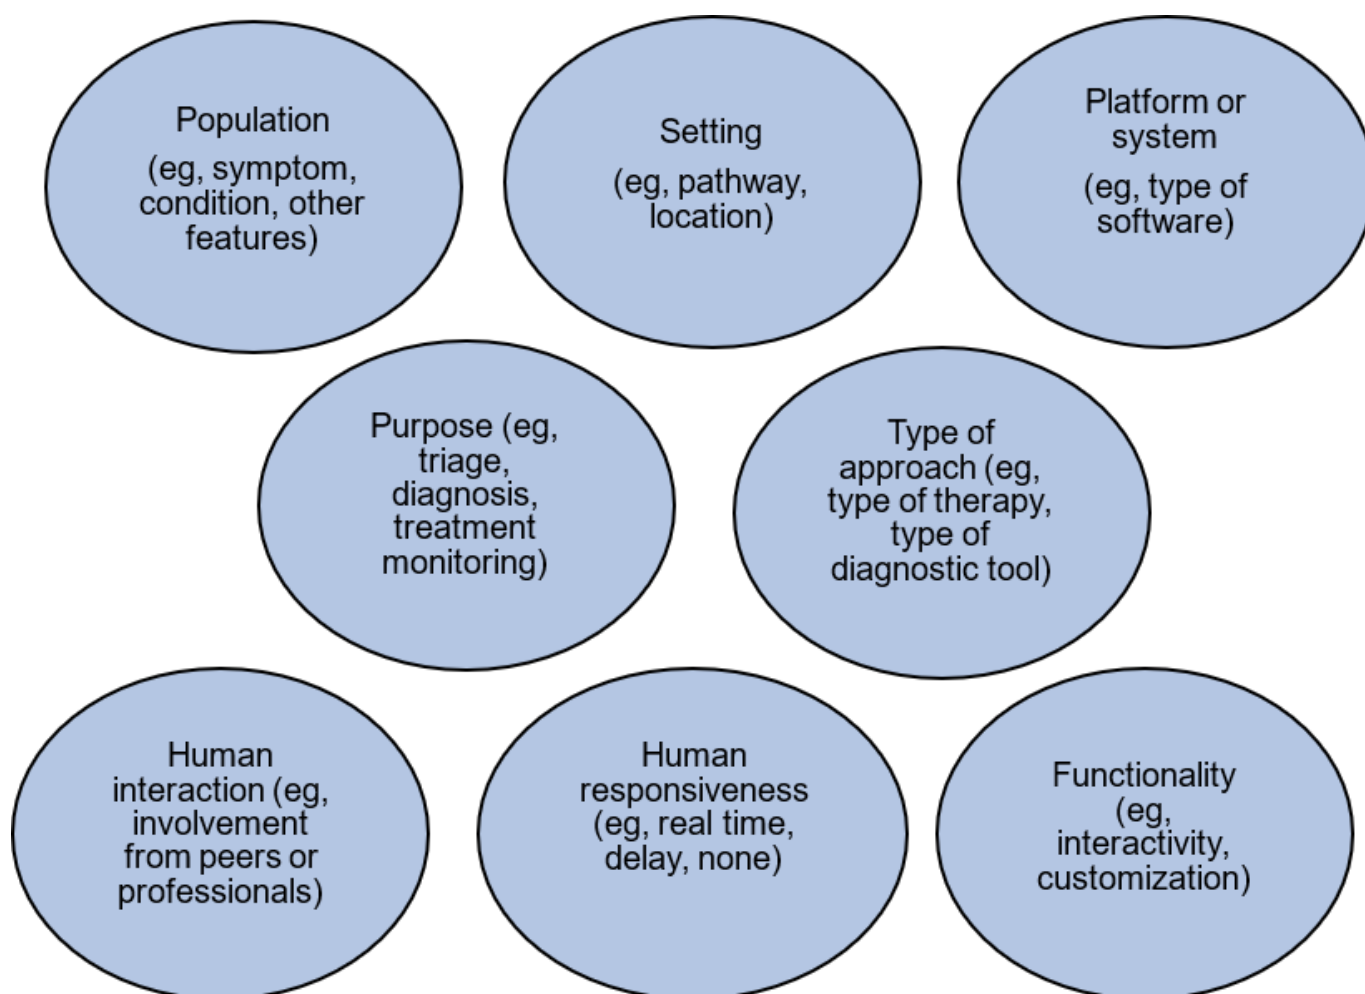 Population
(eg, symptom,
condition, other
features)
Setting
(eg, pathway,
location)
Platform or
system
(eg, type of
software)
Purpose (eg,
triage,
diagnosis,
treatment
monitoring)
Type of
approach (eg,
type of therapy,
type of
diagnostic tool)
Human
interaction (eg,
involvement
from peers or
professionals)
Human
responsiveness
(eg, real time,
delay, none)
Functionality
(eg,
interactivity,
customization)